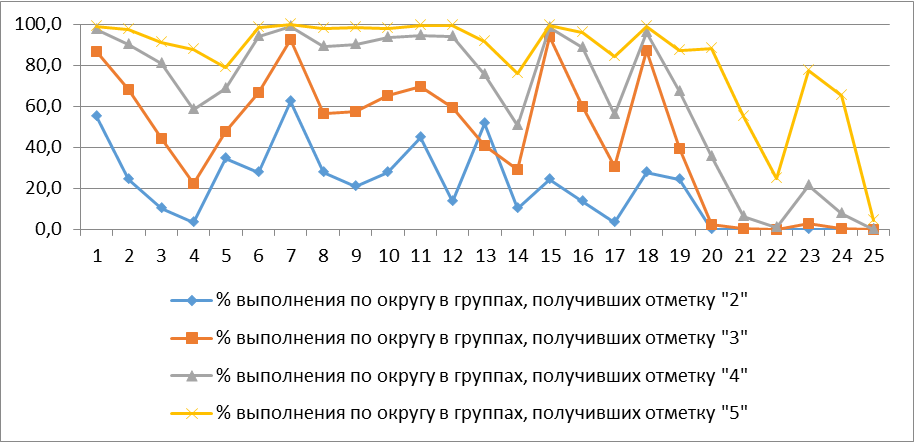 100,0
80,0
60,0
40,0
20,0
0,0
1 2 3 4 5 6 7 8 9 10 11 12 13 14 15 16 17 18 19 20 21 22 23 24 25
% выполнения по округу в группах, получивших отметку "2"
% выполнения по округу в группах, получивших отметку "3"
% выполнения по округу в группах, получивших отметку "4"
% выполнения по округу в группах, получивших отметку "5"